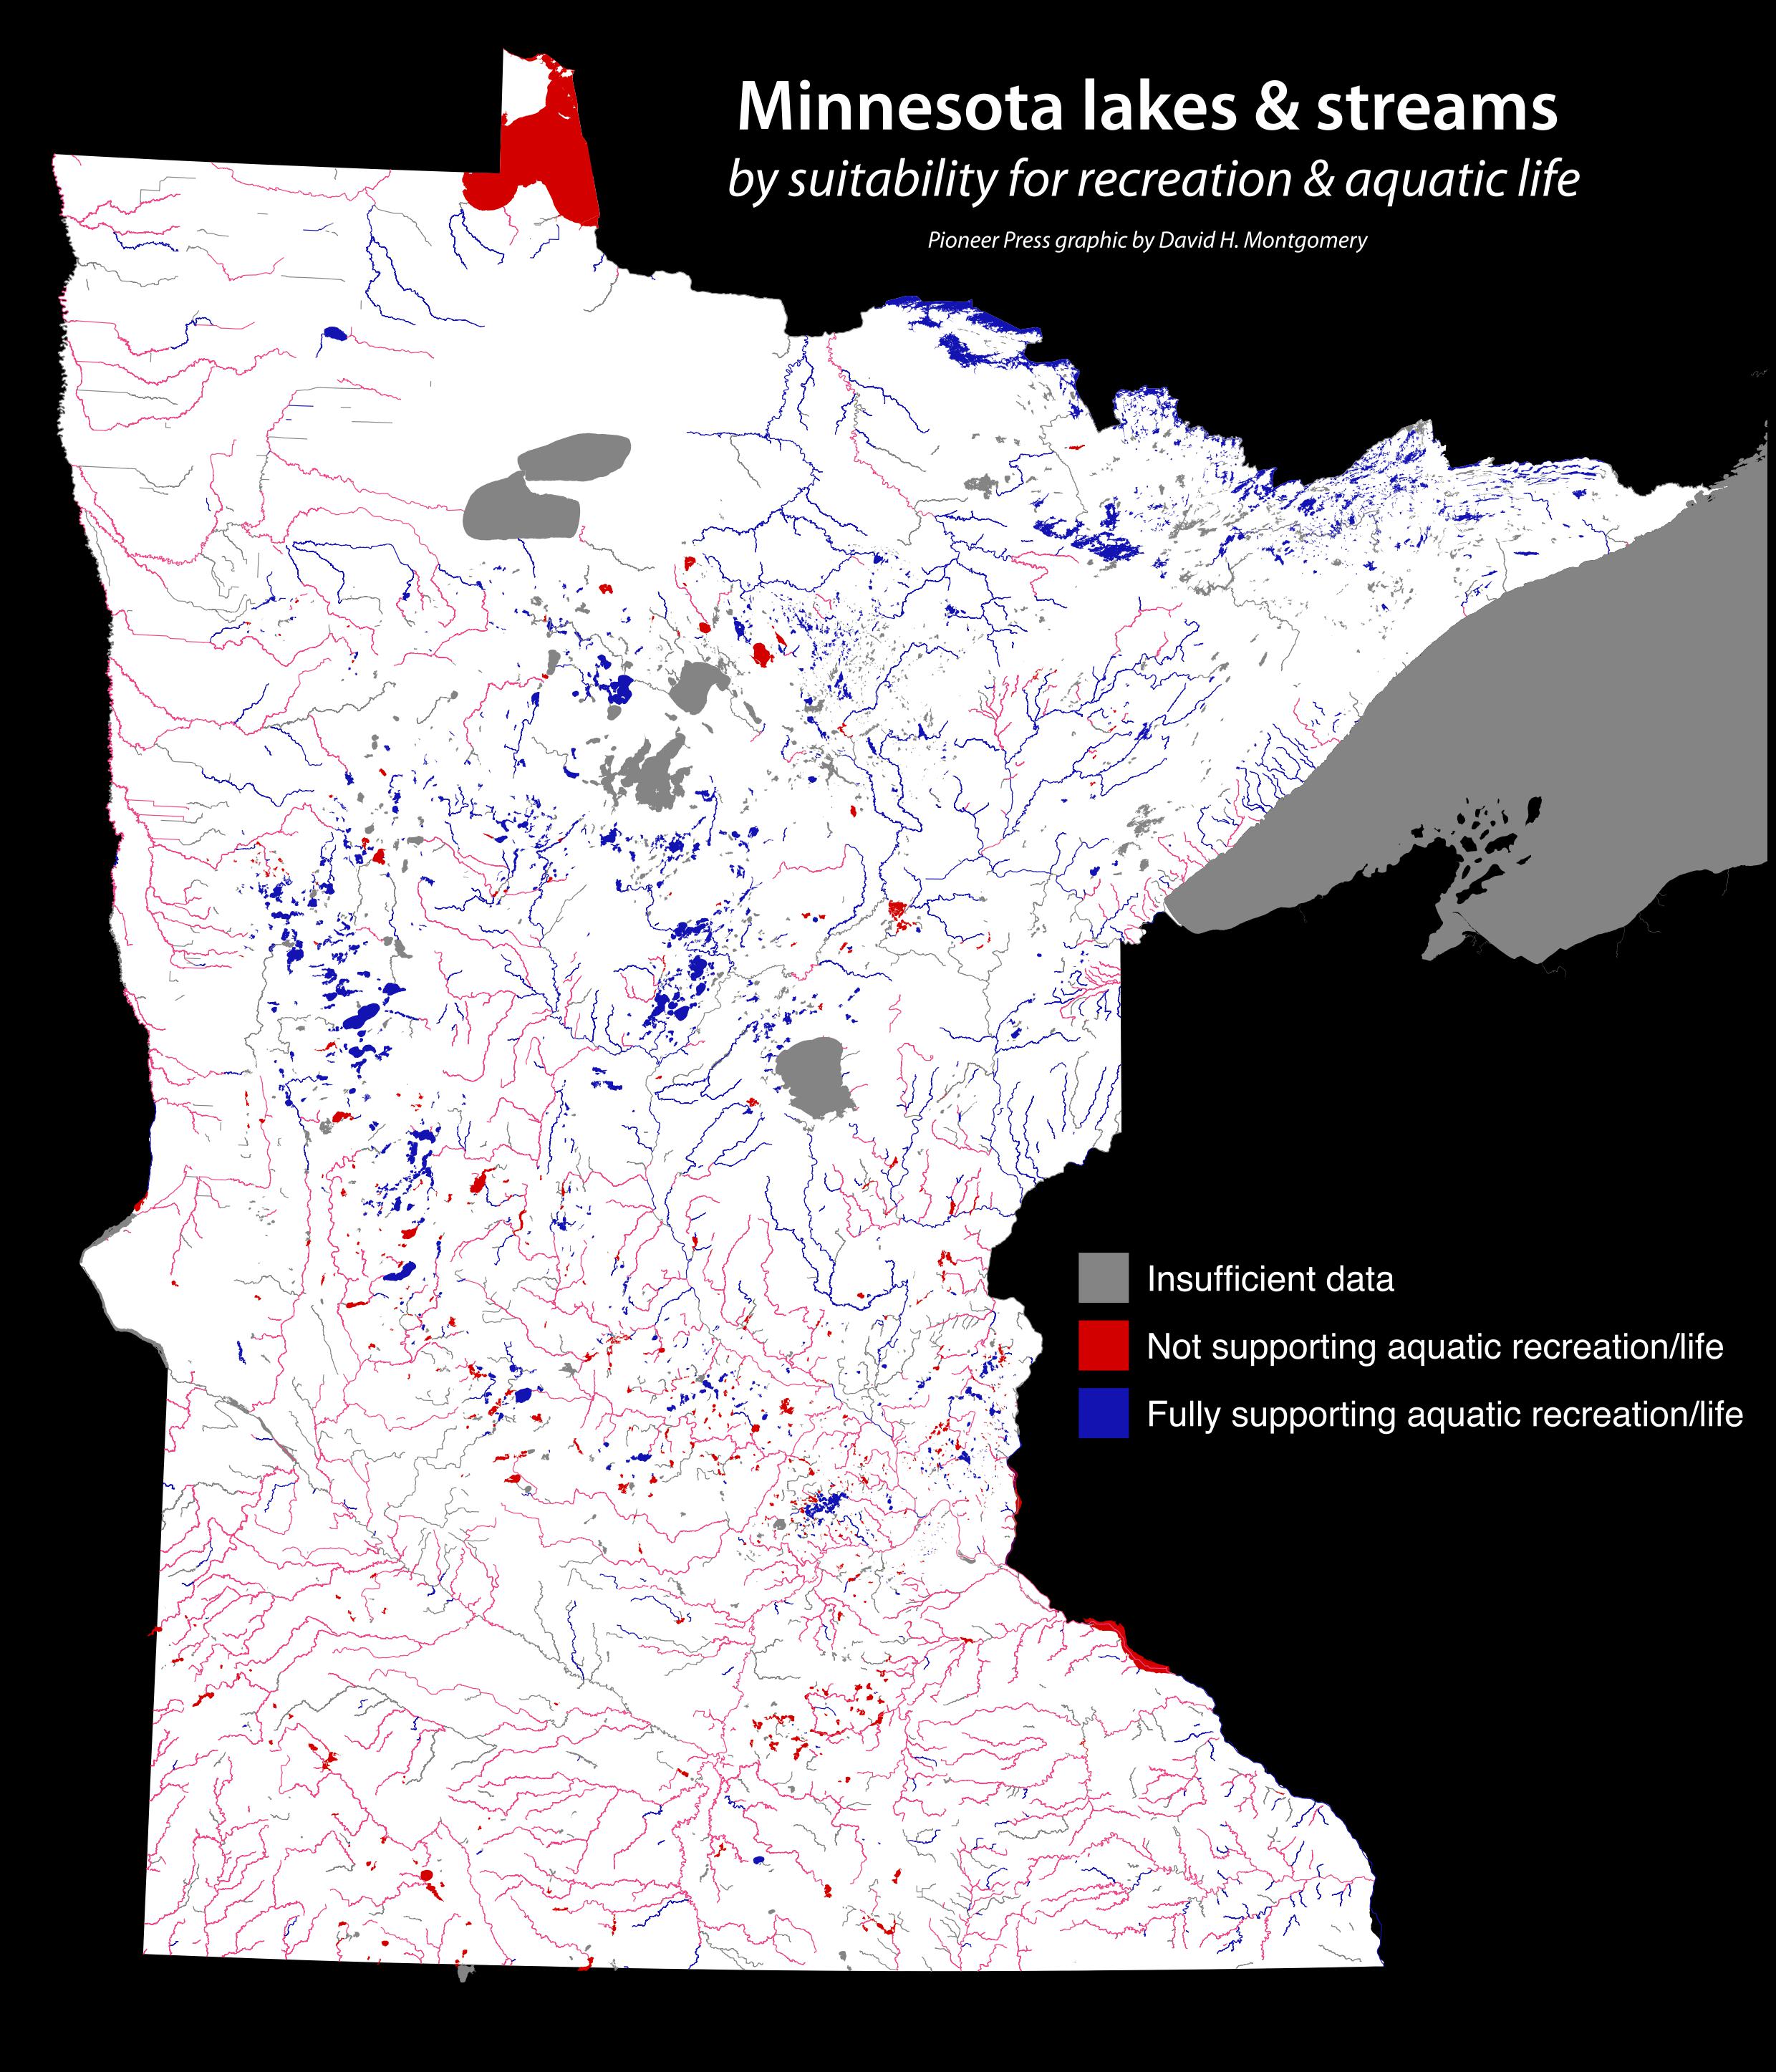 Minnesota lakes & streams
by suitability for recreation & aquatic life
Pioneer Press graphic by David H. Montgomery
Insufficient data
Not supporting aquatic recreation/life
Fully supporting aquatic recreation/life